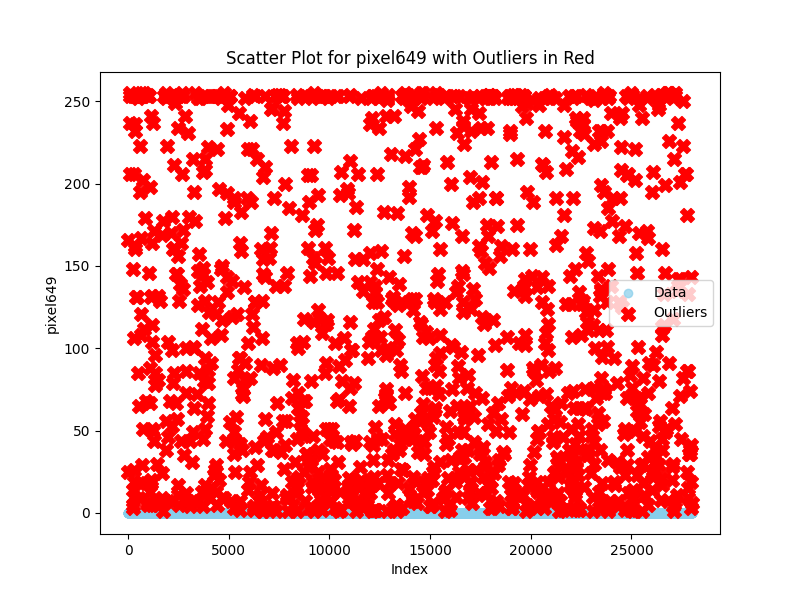 Scatter Plot for pixel649 with Outliers in Red
250
200
150
100
50
0
pixel649
Data
Outliers
0 5000 10000 15000 20000 25000
Index